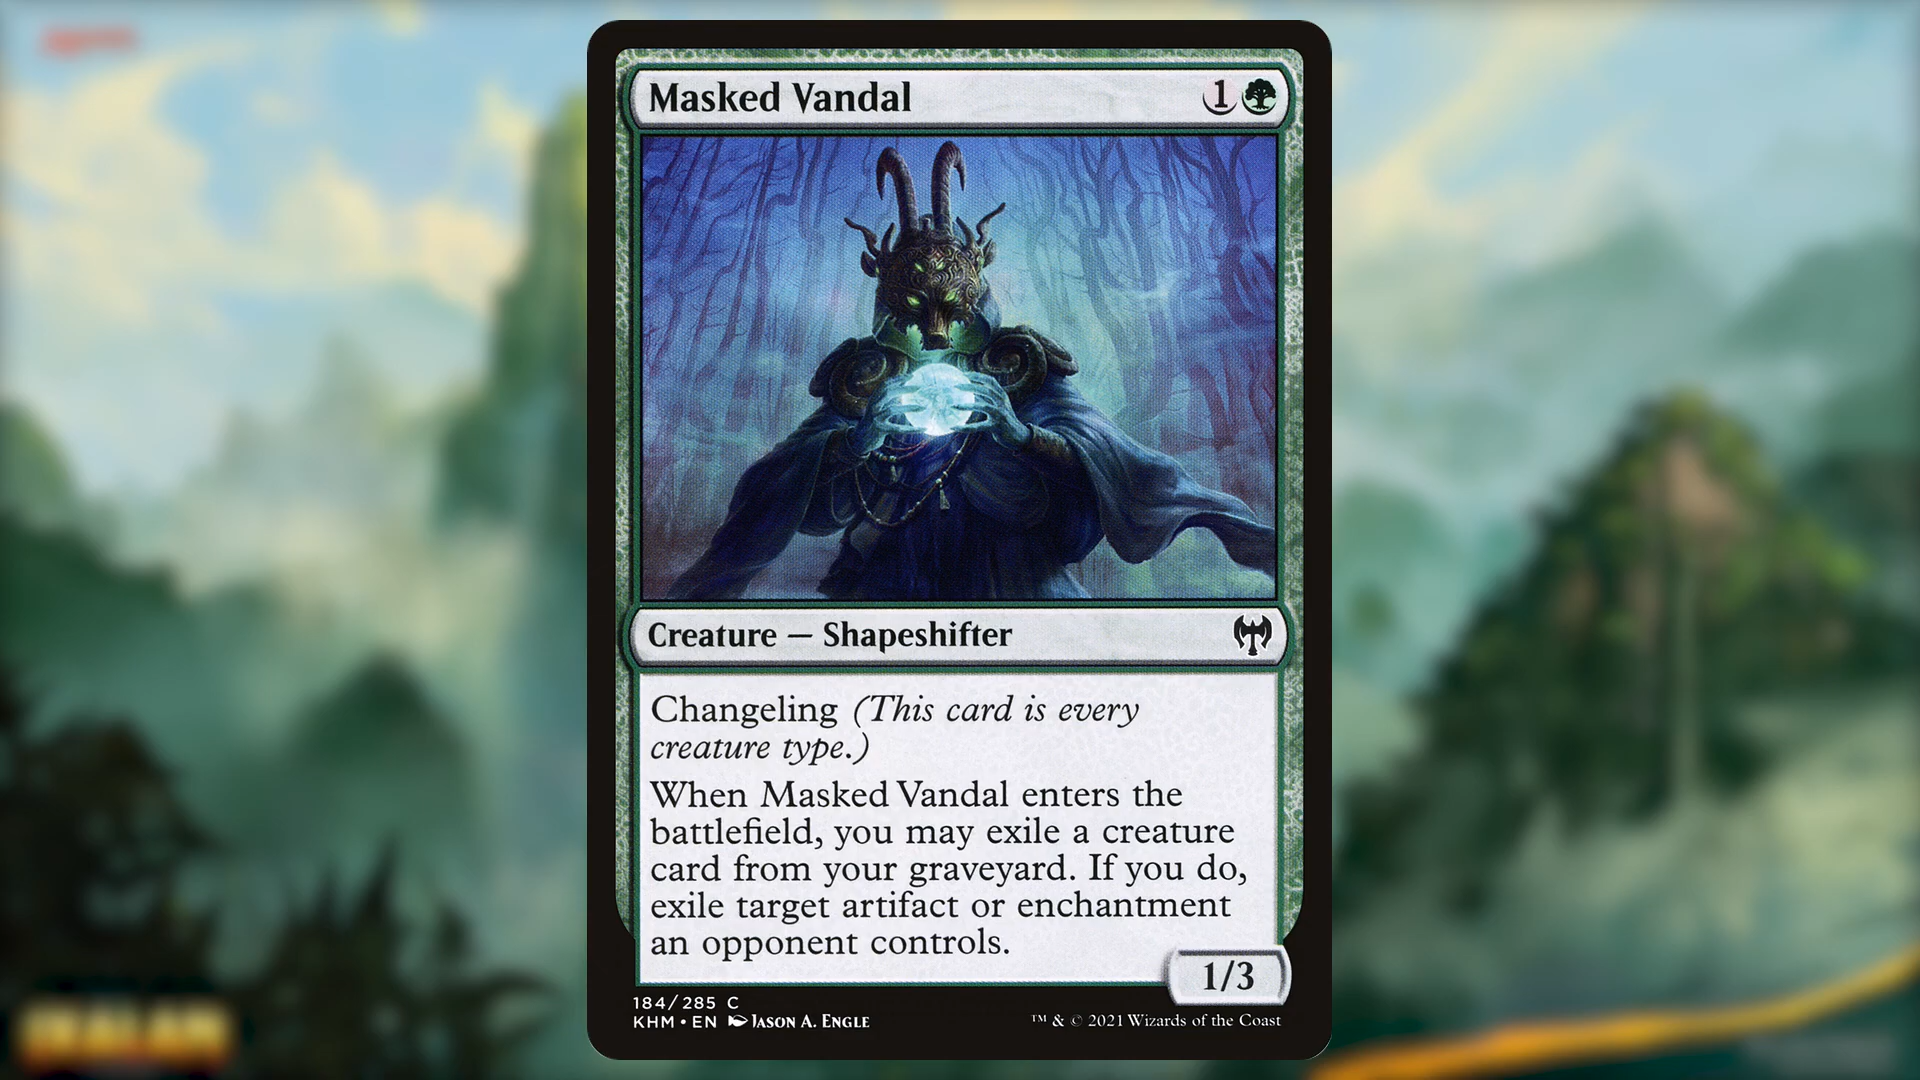 Masked Vandal
1
Creature — Shapeshifter
Changeling (This card is every
creature type.)
When Masked Vandal enters the
battlefield, you may exile a creature
card from your graveyard. If you do,
exile target artifact or enchantment
an opponent controls.
1/3
184/285 C
KHM • EN Jason A. Engle
™ & © 2021 Wizards of the Coast